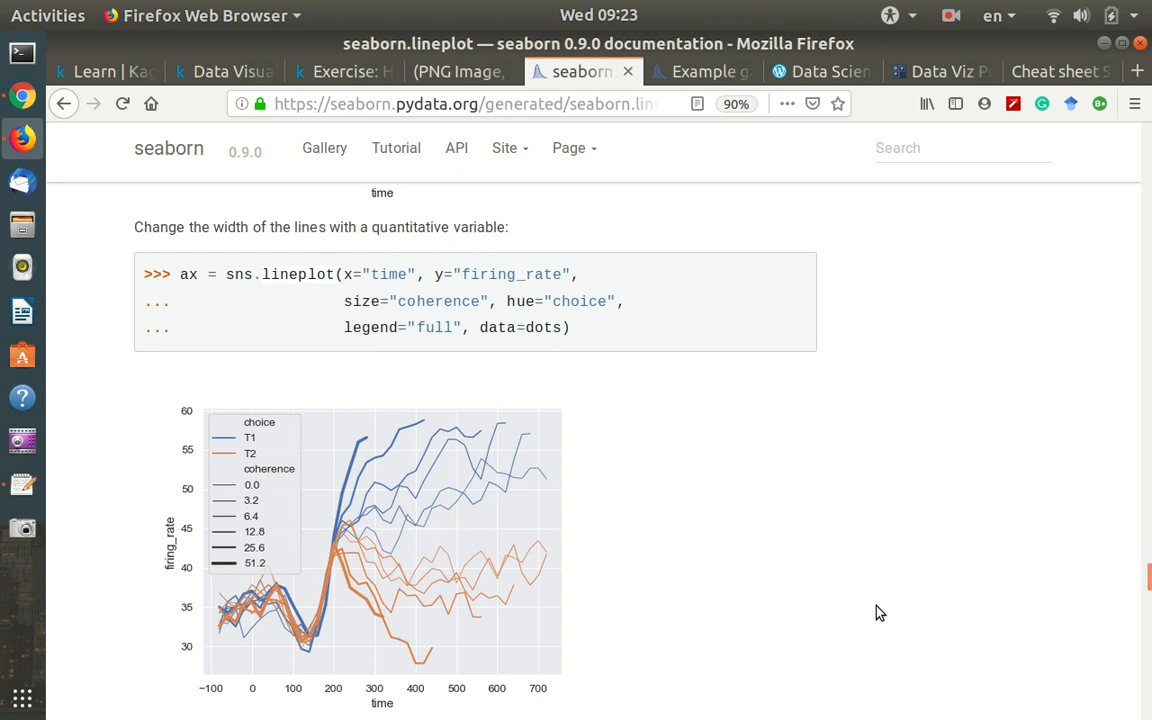 Activities Firefox Web Browser Wed 09:23 en
seaborn.lineplot — seaborn 0.9.0 documentation - Mozilla Firefox
Learn | Kag Data Visua Exercise: H (PNG Image, seaborn. Example g Data Scien Data Viz P Cheat sheet S
https://seaborn.pydata.org/generated/seaborn.lin 90%
seaborn 0.9.0 Gallery Tutorial API Site Page Search
time
Change the width of the lines with a quantitative variable:
>>> ax = sns.lineplot(x="time", y="firing_rate",
... size="coherence", hue="choice",
... legend="full", data=dots)
60
55
50
45
40
35
30
firing_rate
choice
T1
T2
coherence
0.0
3.2
6.4
12.8
25.6
51.2
−100 0 100 200 300 400 500 600 700
time